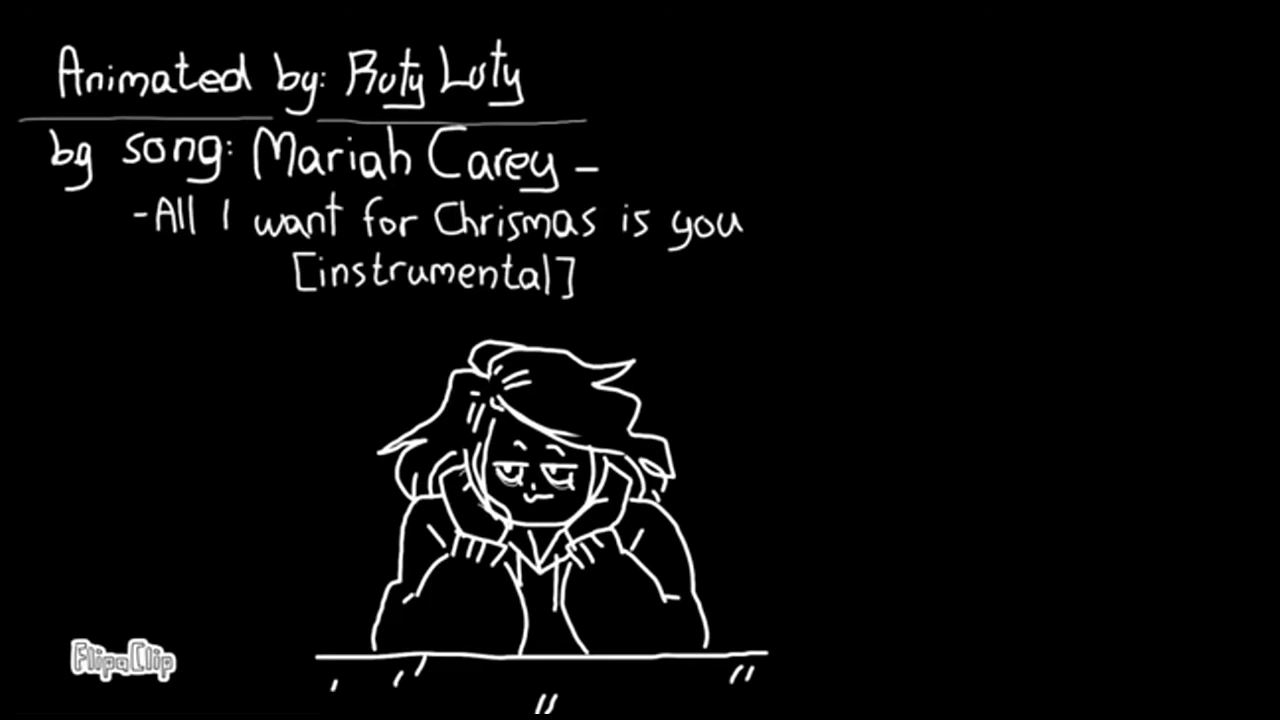 Animated by: Ruty Luty
bg song: Mariah Carey -
-All I want for Chrismas is you
[instrumental]
FlipaClip